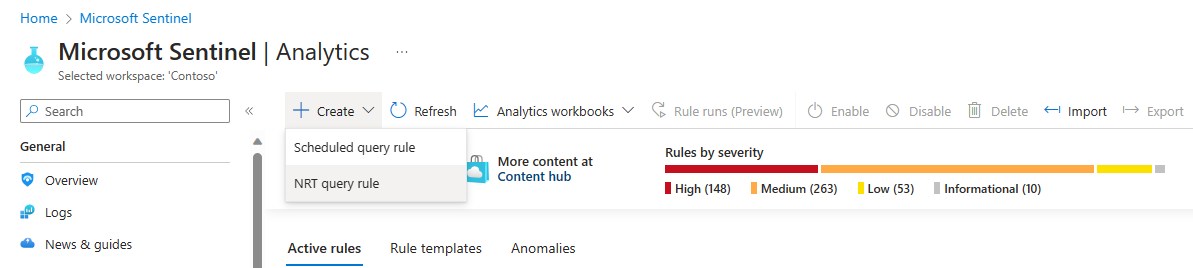 Home > Microsoft Sentinel
Microsoft Sentinel | Analytics ...
Selected workspace: 'Contoso'
Search «
+ Create Refresh Analytics workbooks Rule runs (Preview) Enable Disable Delete Import Export
General
Overview
Logs
News & guides
Scheduled query rule
NRT query rule
More content at
Content hub
Rules by severity
High (148) Medium (263) Low (53) Informational (10)
Active rules Rule templates Anomalies